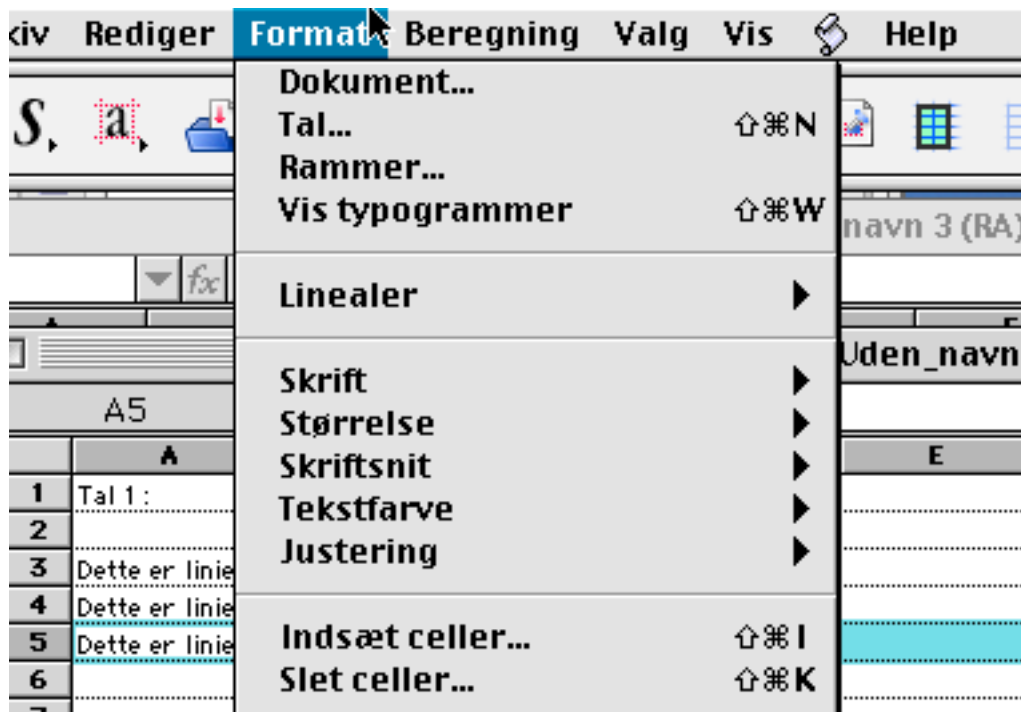 Rediger Format Beregning Valg Vis Help
S a
Dokument...
Tal... ⇧⌘N
Rammer...
Vis typogrammer ⇧⌘W
navn 3 (RA)
fx
Linealer
Uden_navn
Skrift
A5
Størrelse
A E
Skriftsnit
1 Tal 1 :
Tekstfarve
2
Justering
3 Dette er linie
4 Dette er linie
5 Dette er linie
Indsæt celler... ⇧⌘I
6
Slet celler... ⇧⌘K